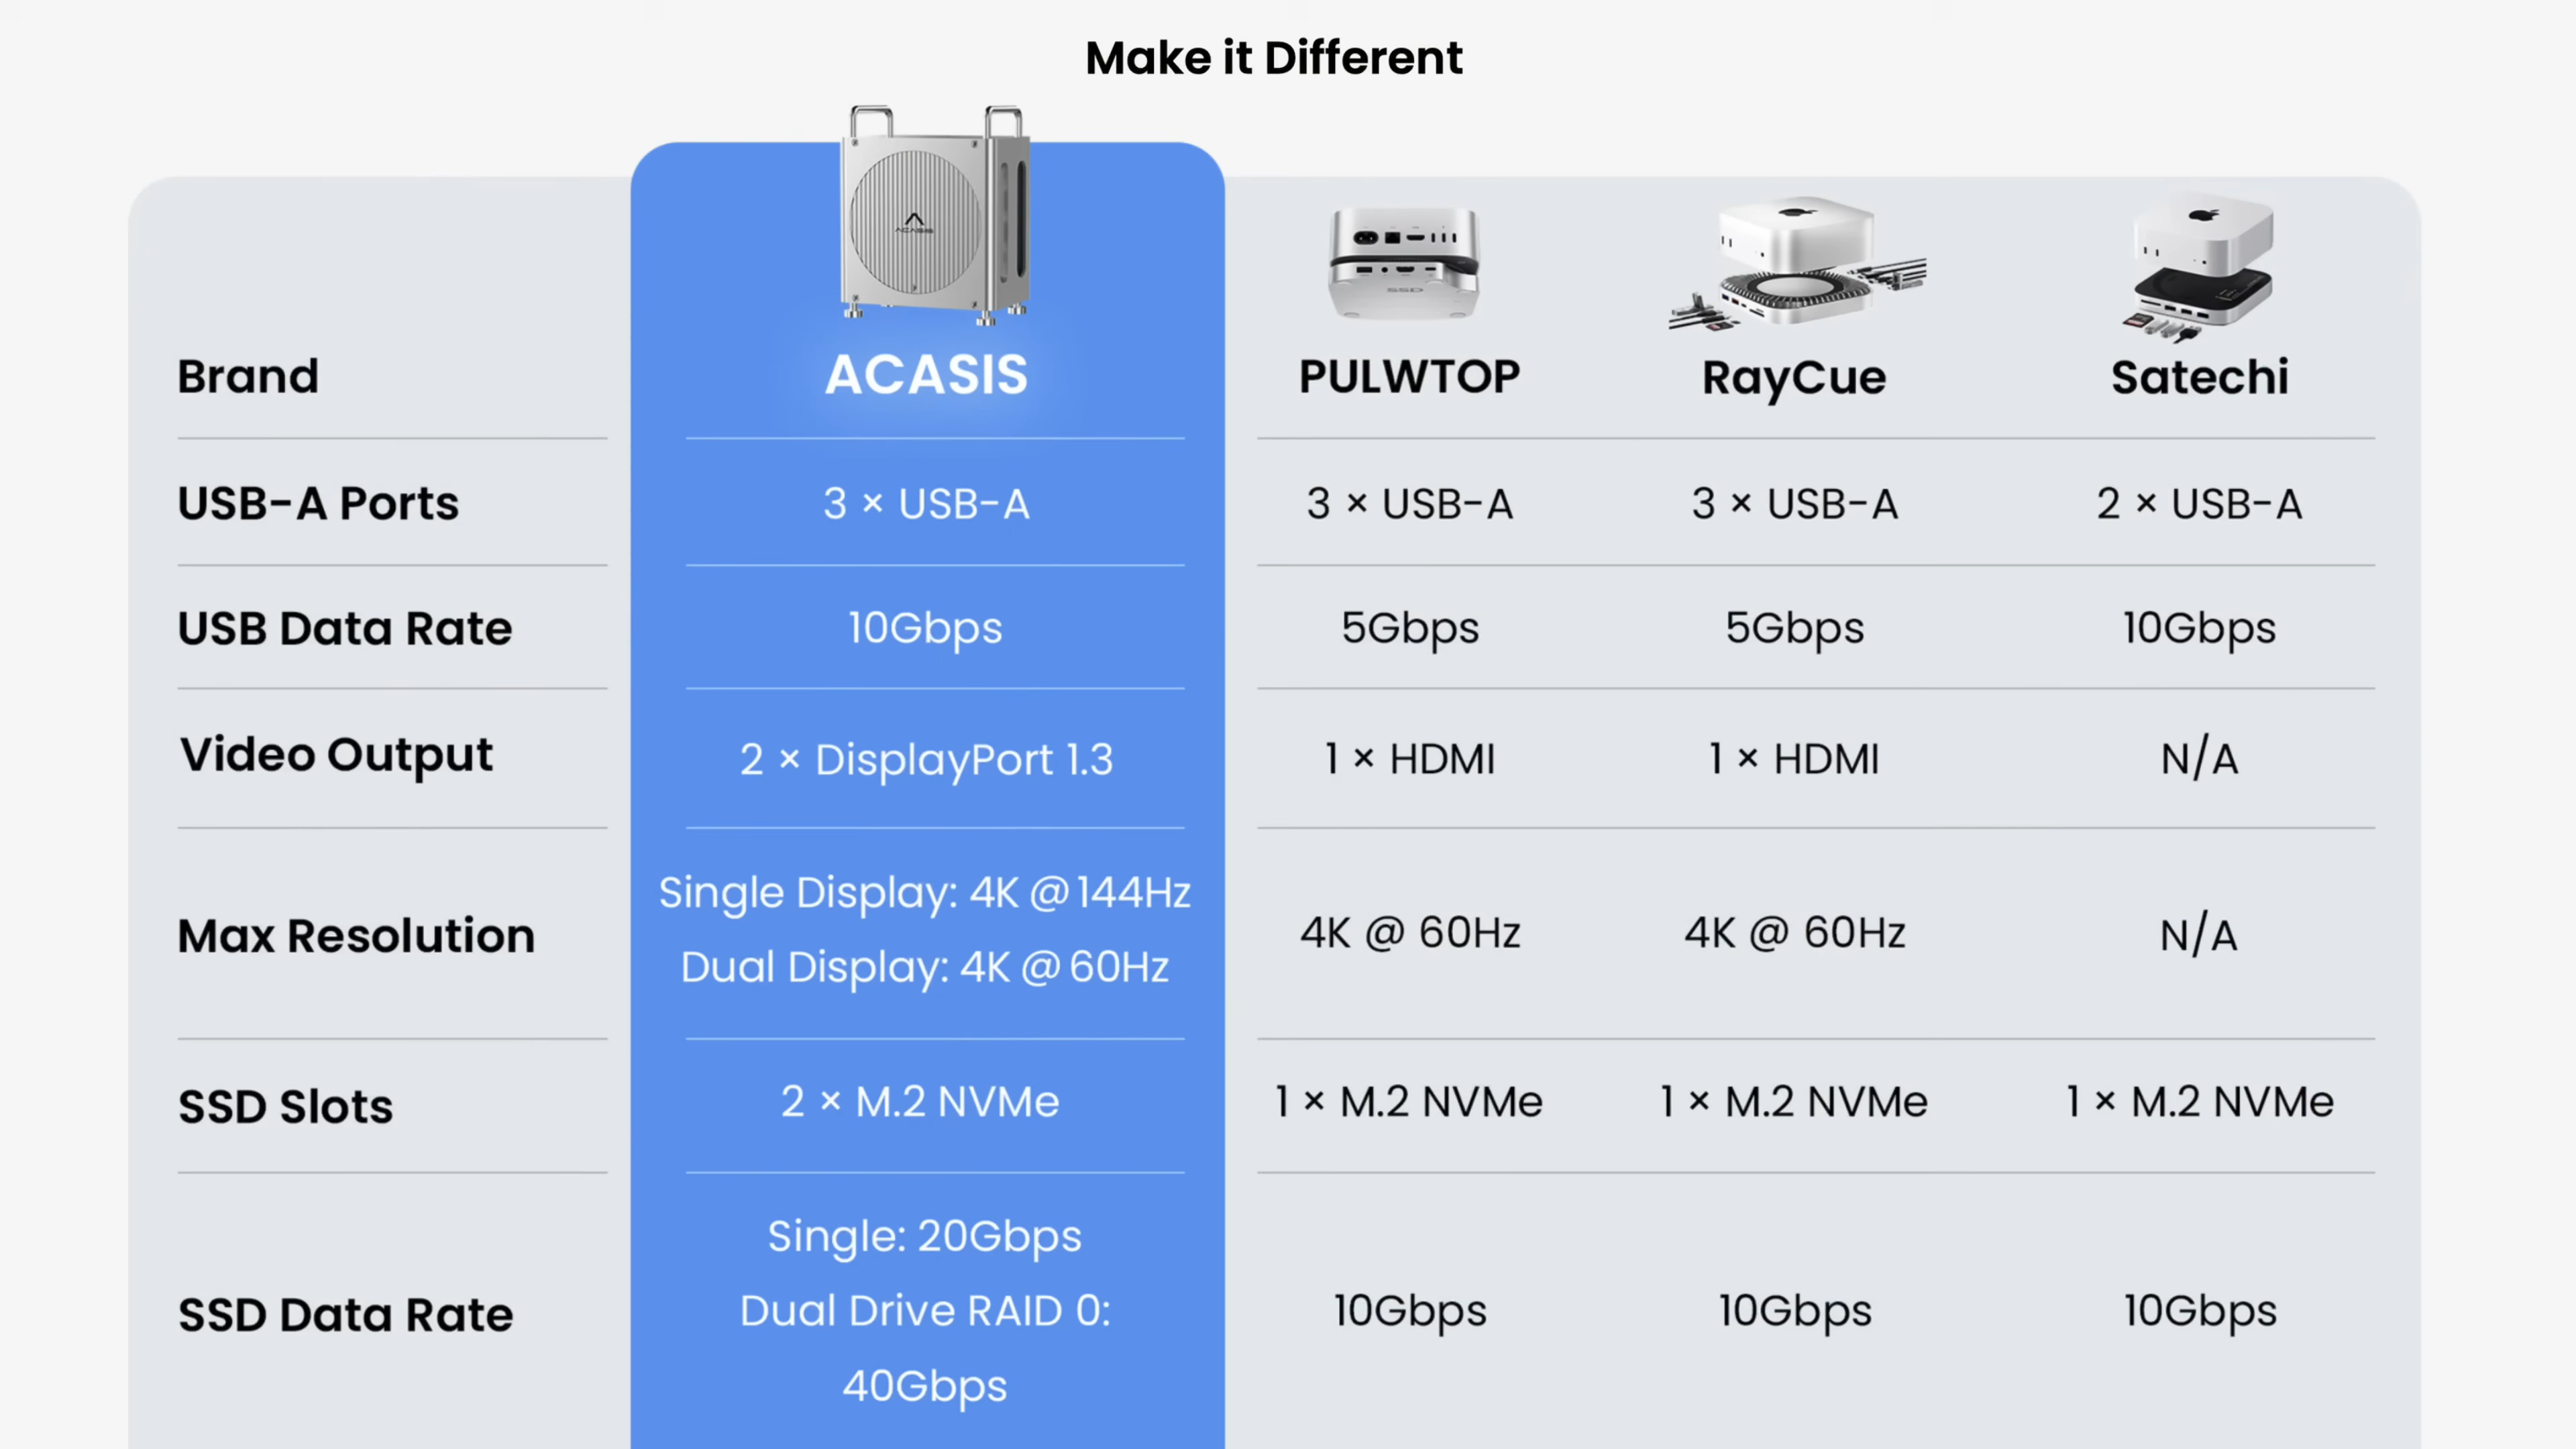 Make it Different
ACASIS
SSD
Brand
ACASIS
PULWTOP
RayCue
Satechi
USB-A Ports
3 × USB-A
3 × USB-A
3 × USB-A
2 × USB-A
USB Data Rate
10Gbps
5Gbps
5Gbps
10Gbps
Video Output
2 × DisplayPort 1.3
1 × HDMI
1 × HDMI
N/A
Max Resolution
Single Display: 4K @144Hz
Dual Display: 4K @60Hz
4K @ 60Hz
4K @ 60Hz
N/A
SSD Slots
2 × M.2 NVMe
1 × M.2 NVMe
1 × M.2 NVMe
1 × M.2 NVMe
SSD Data Rate
Single: 20Gbps
Dual Drive RAID 0:
40Gbps
10Gbps
10Gbps
10Gbps